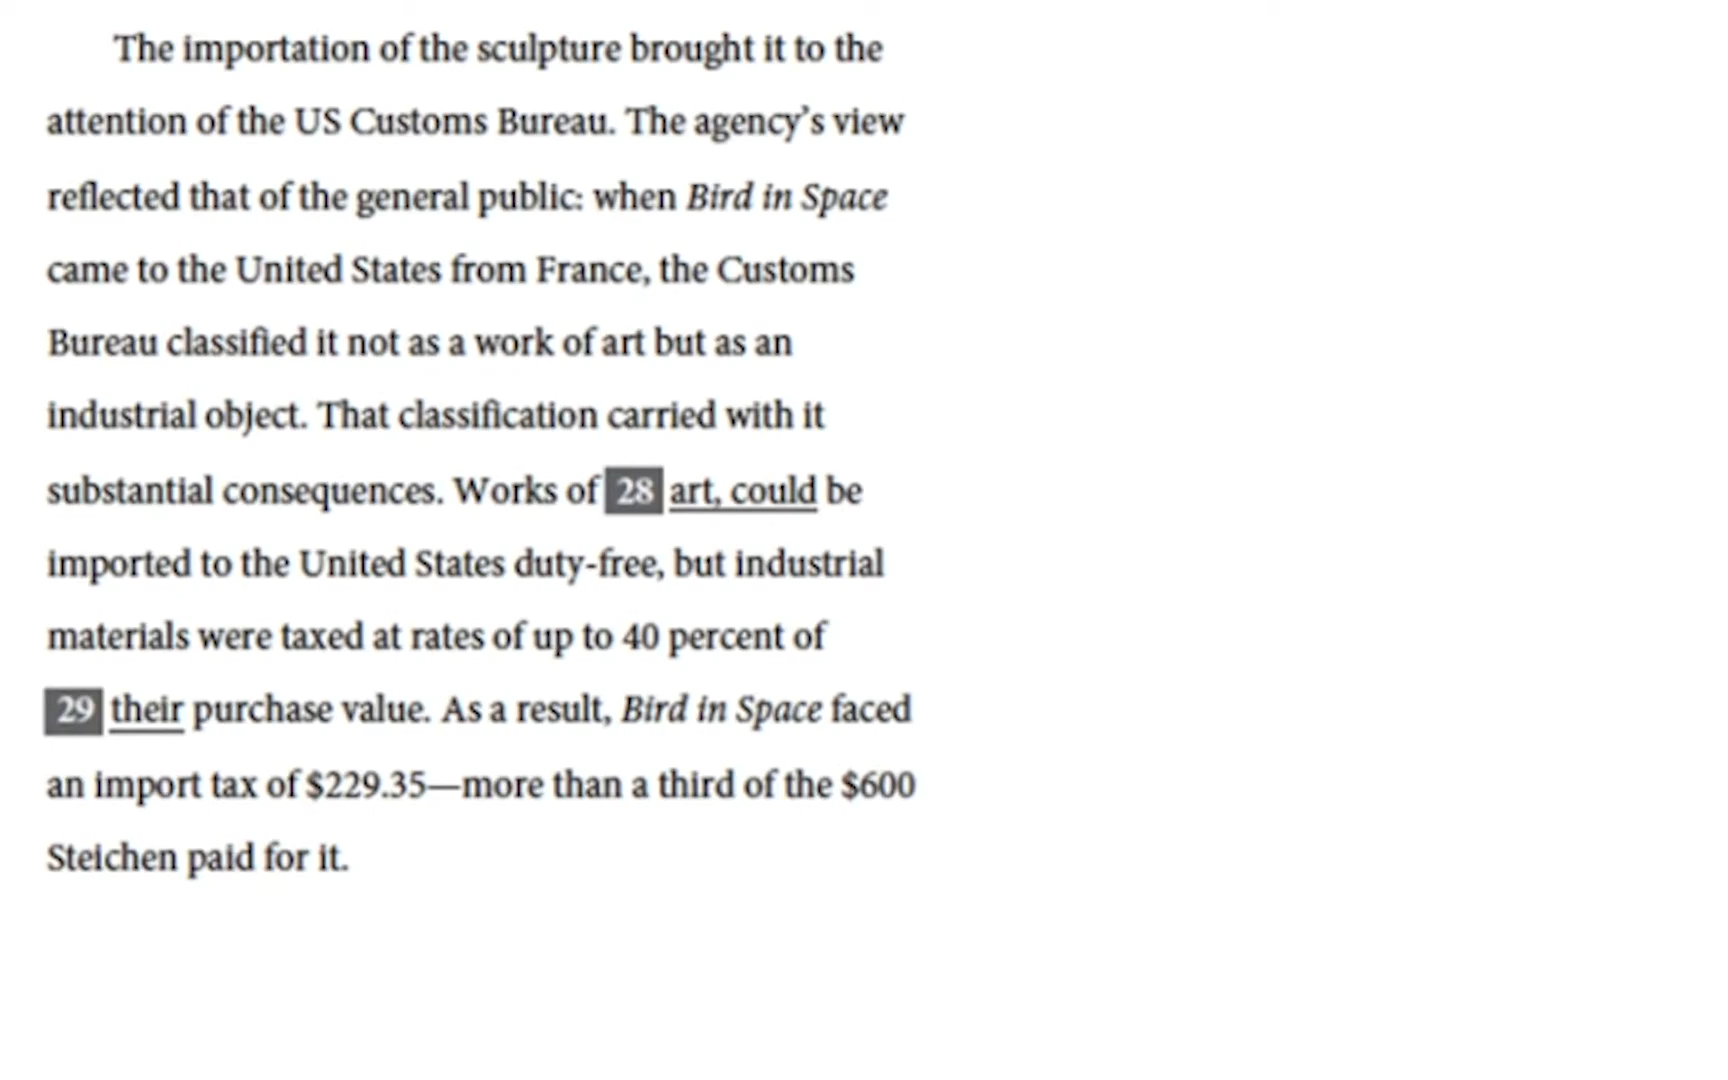 The importation of the sculpture brought it to the
attention of the US Customs Bureau. The agency's view
reflected that of the general public: when Bird in Space
came to the United States from France, the Customs
Bureau classified it not as a work of art but as an
industrial object. That classification carried with it
substantial consequences. Works of 28 art, could be
imported to the United States duty-free, but industrial
materials were taxed at rates of up to 40 percent of
29 their purchase value. As a result, Bird in Space faced
an import tax of $229.35—more than a third of the $600
Steichen paid for it.